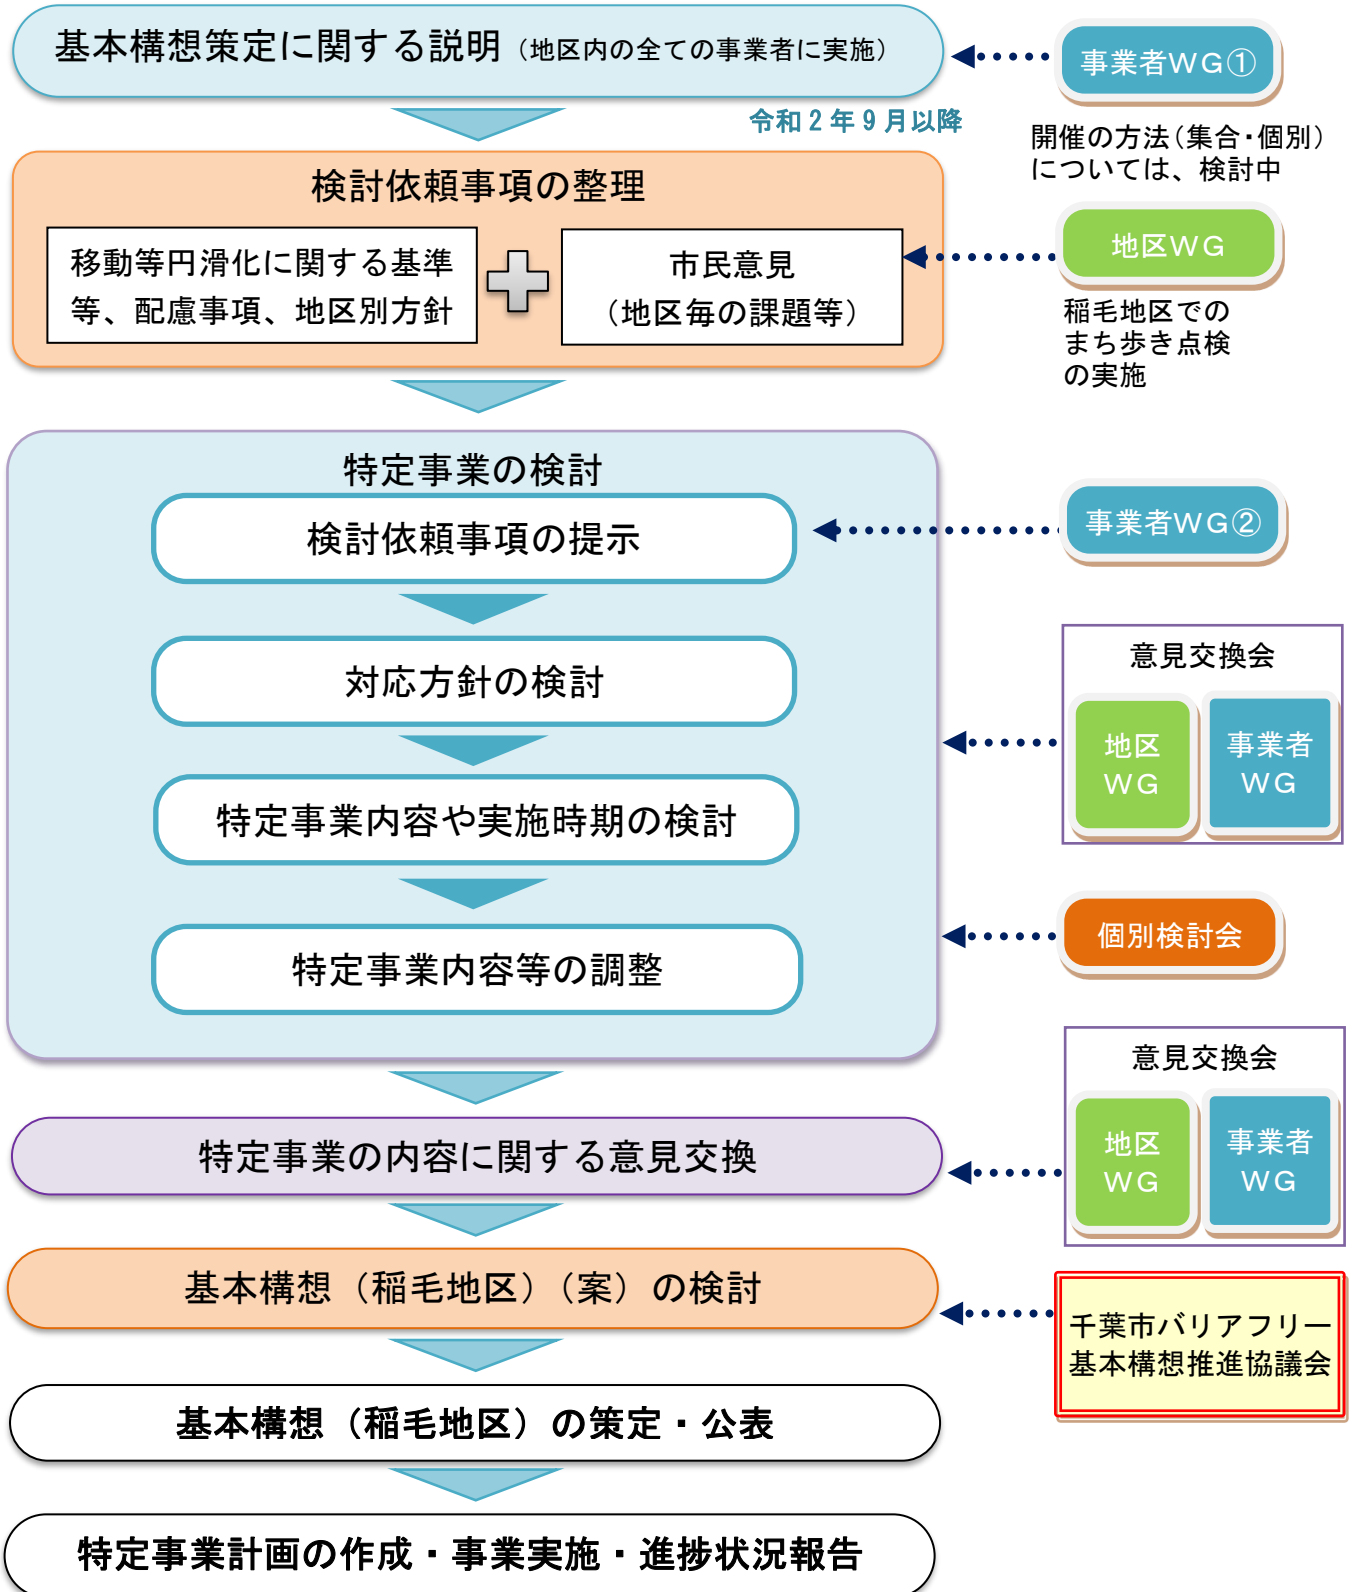 基本構想策定に関する説明（地区内の全ての事業者に実施）
事業者ＷＧ①
令和２年９月以降
開催の方法（集合・個別）
については、検討中
検討依頼事項の整理
移動等円滑化に関する基準
等、配慮事項、地区別方針
市民意見
（地区毎の課題等）
地区ＷＧ
稲毛地区での
まち歩き点検
の実施
特定事業の検討
検討依頼事項の提示
事業者ＷＧ②
対応方針の検討
特定事業内容や実施時期の検討
特定事業内容等の調整
意見交換会
地区
ＷＧ
事業者
ＷＧ
個別検討会
特定事業の内容に関する意見交換
意見交換会
地区
ＷＧ
事業者
ＷＧ
基本構想（稲毛地区）（案）の検討
千葉市バリアフリー
基本構想推進協議会
基本構想（稲毛地区）の策定・公表
特定事業計画の作成・事業実施・進捗状況報告